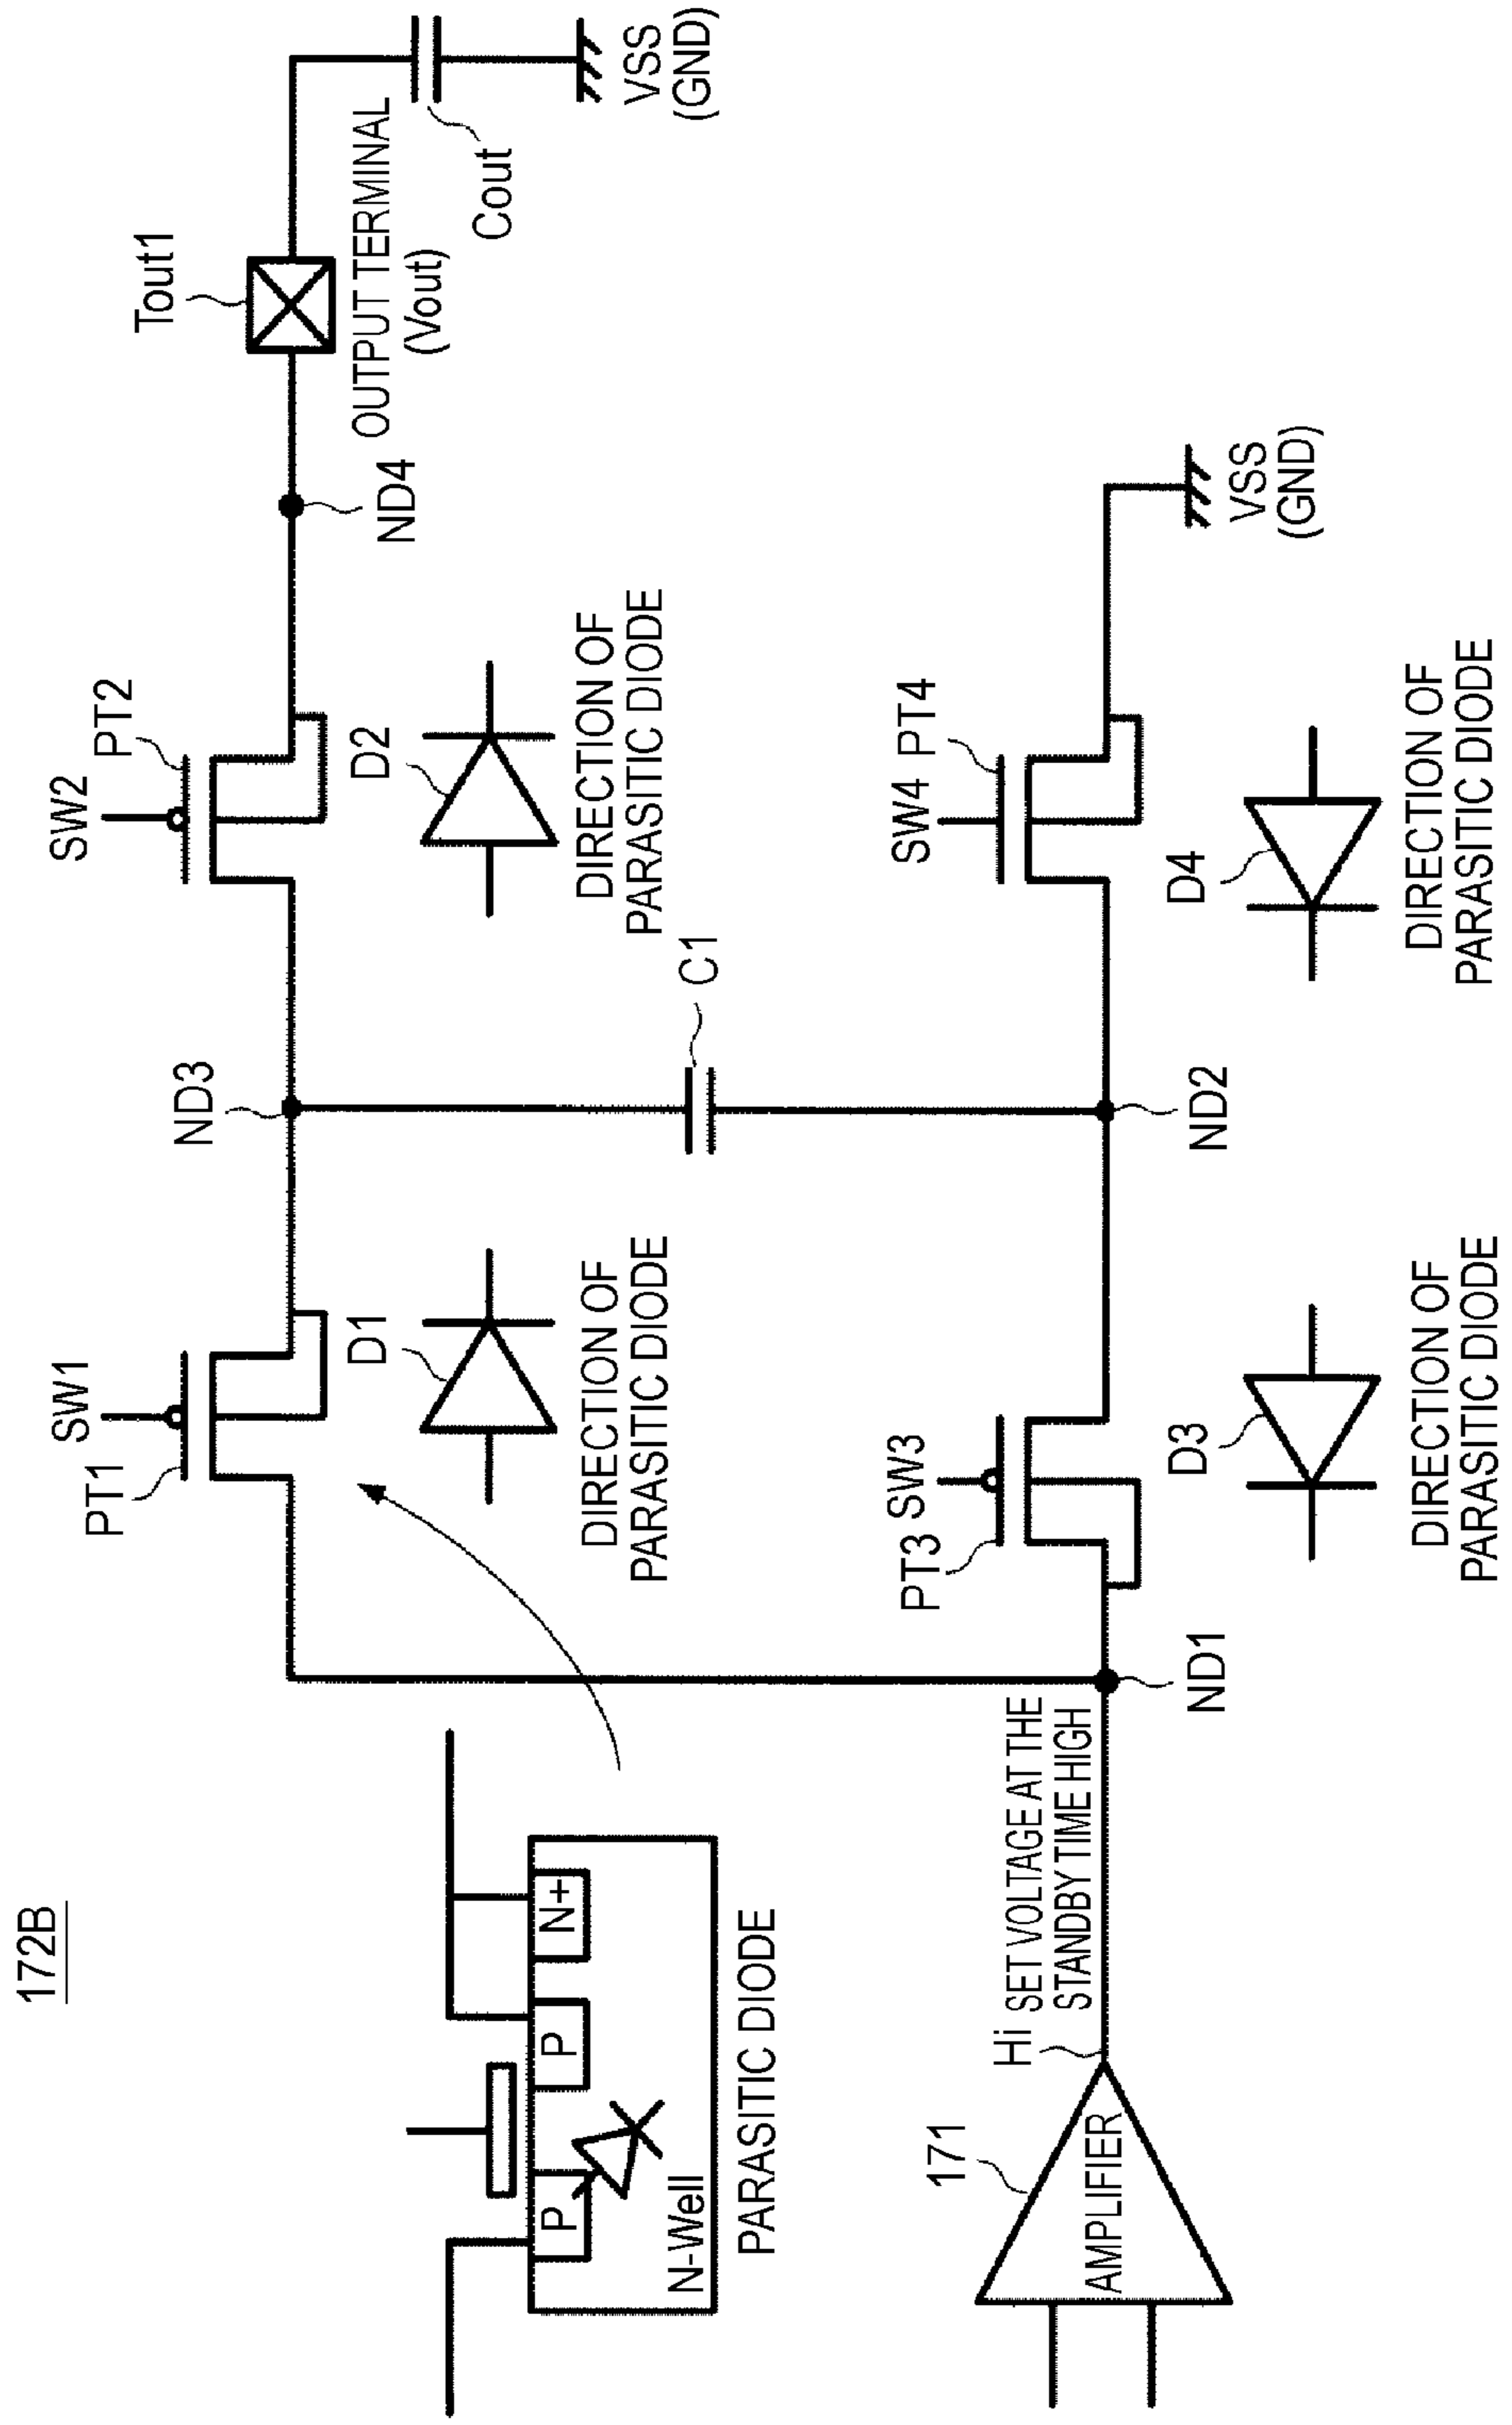 172B
SW1
PT1
SW2
PT2
ND3
ND4
Tout1
OUTPUT TERMINAL
(Vout)
Cout
VSS
(GND)
D1
DIRECTION OF
PARASITIC DIODE
D2
DIRECTION OF
PARASITIC DIODE
P
P
N+
N-Well
PARASITIC DIODE
C1
171
AMPLIFIER
Hi
SET VOLTAGE AT THE
STANDBY TIME HIGH
ND1
PT3
SW3
ND2
SW4
PT4
VSS
(GND)
D3
DIRECTION OF
PARASITIC DIODE
D4
DIRECTION OF
PARASITIC DIODE